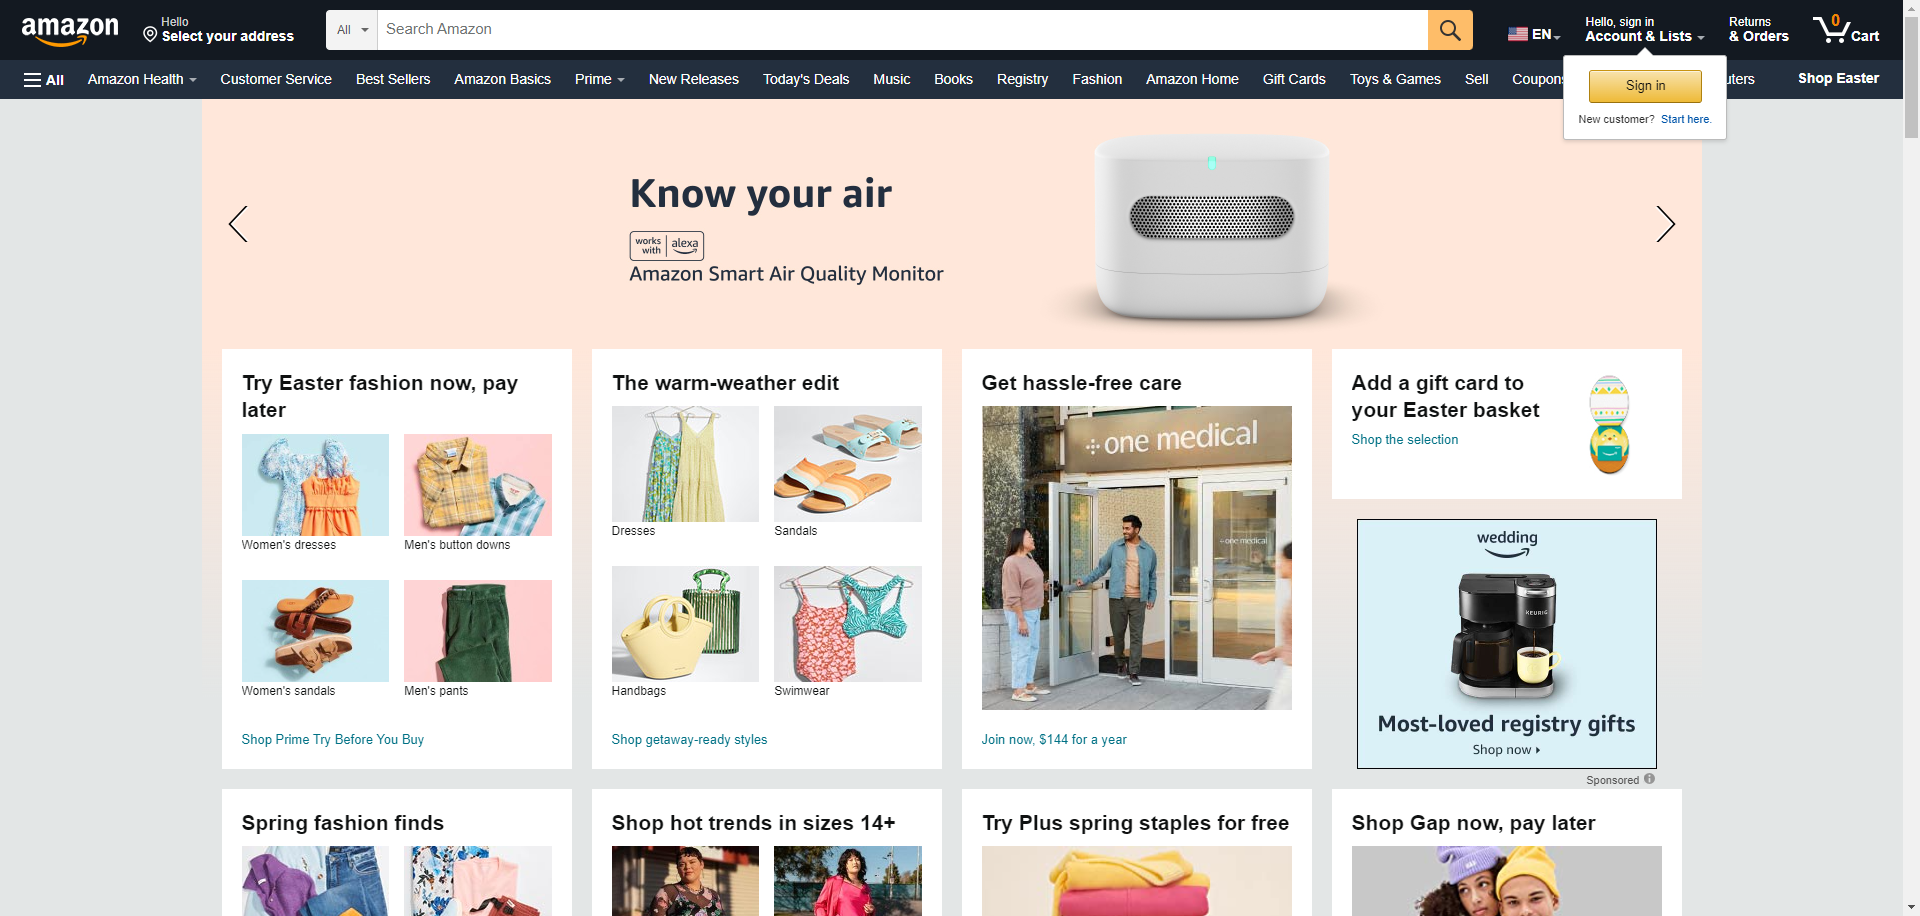 amazon
Hello
Select your address
All
Search Amazon
EN
Hello, sign in
Account & Lists
Returns
& Orders
0
Cart
All
Amazon Health
Customer Service
Best Sellers
Amazon Basics
Prime
New Releases
Today's Deals
Music
Books
Registry
Fashion
Amazon Home
Gift Cards
Toys & Games
Sell
Coupons
uters
Shop Easter
Sign in
New customer? Start here.
Know your air
works with alexa
Amazon Smart Air Quality Monitor
Try Easter fashion now, pay
later
Women's dresses
Men's button downs
Women's sandals
Men's pants
Shop Prime Try Before You Buy
The warm-weather edit
Dresses
Sandals
Handbags
Swimwear
Shop getaway-ready styles
Get hassle-free care
one medical
one medical
Join now, $144 for a year
Add a gift card to
your Easter basket
Shop the selection
wedding
KEURIG
Most-loved registry gifts
Shop now
Sponsored
Spring fashion finds
Shop hot trends in sizes 14+
Try Plus spring staples for free
Shop Gap now, pay later